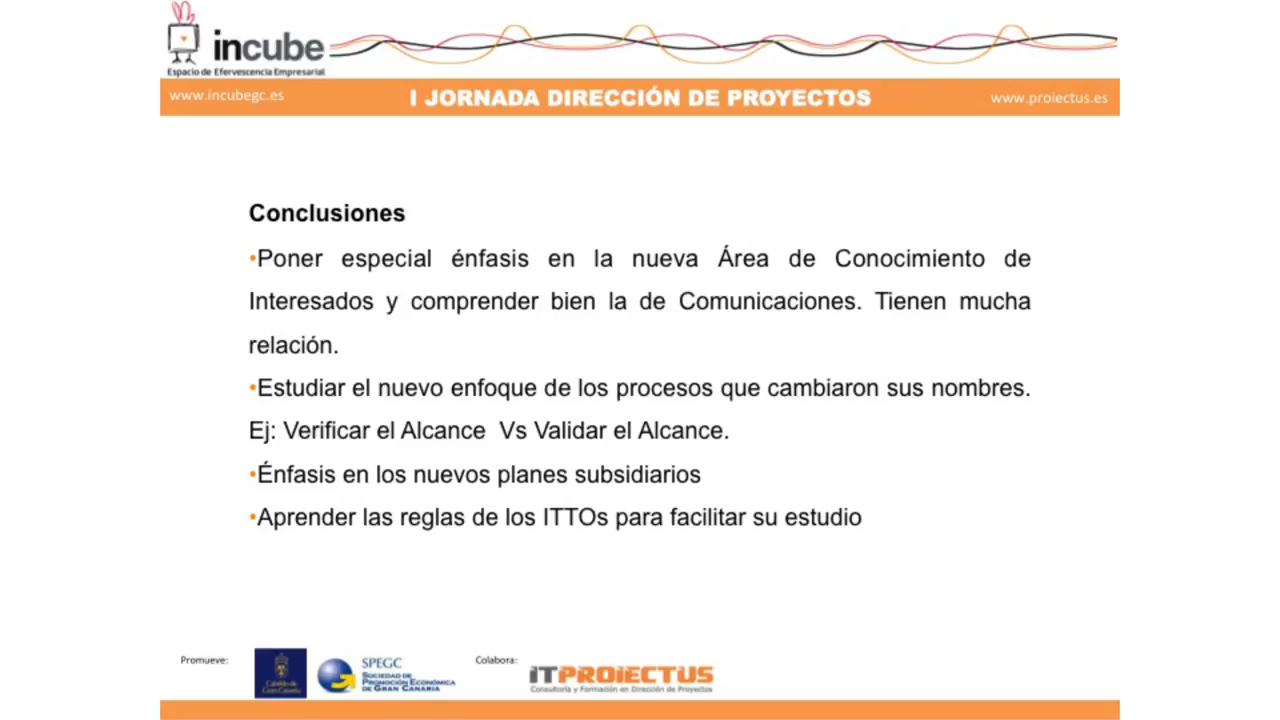 incube
Espacio de Efervescencia Empresarial
www.incubegc.es
I JORNADA DIRECCIÓN DE PROYECTOS
www.proiectus.es
Conclusiones
•Poner especial énfasis en la nueva Área de Conocimiento de
Interesados y comprender bien la de Comunicaciones. Tienen mucha
relación.
•Estudiar el nuevo enfoque de los procesos que cambiaron sus nombres.
Ej: Verificar el Alcance Vs Validar el Alcance.
•Énfasis en los nuevos planes subsidiarios
•Aprender las reglas de los ITTOs para facilitar su estudio
Promueve:
Cabildo de
Gran Canaria
SPEGC
SOCIEDAD DE
PROMOCIÓN ECONÓMICA
DE GRAN CANARIA
Colabora:
ITPROIECTUS
Consultoría y Formación en Dirección de Proyectos